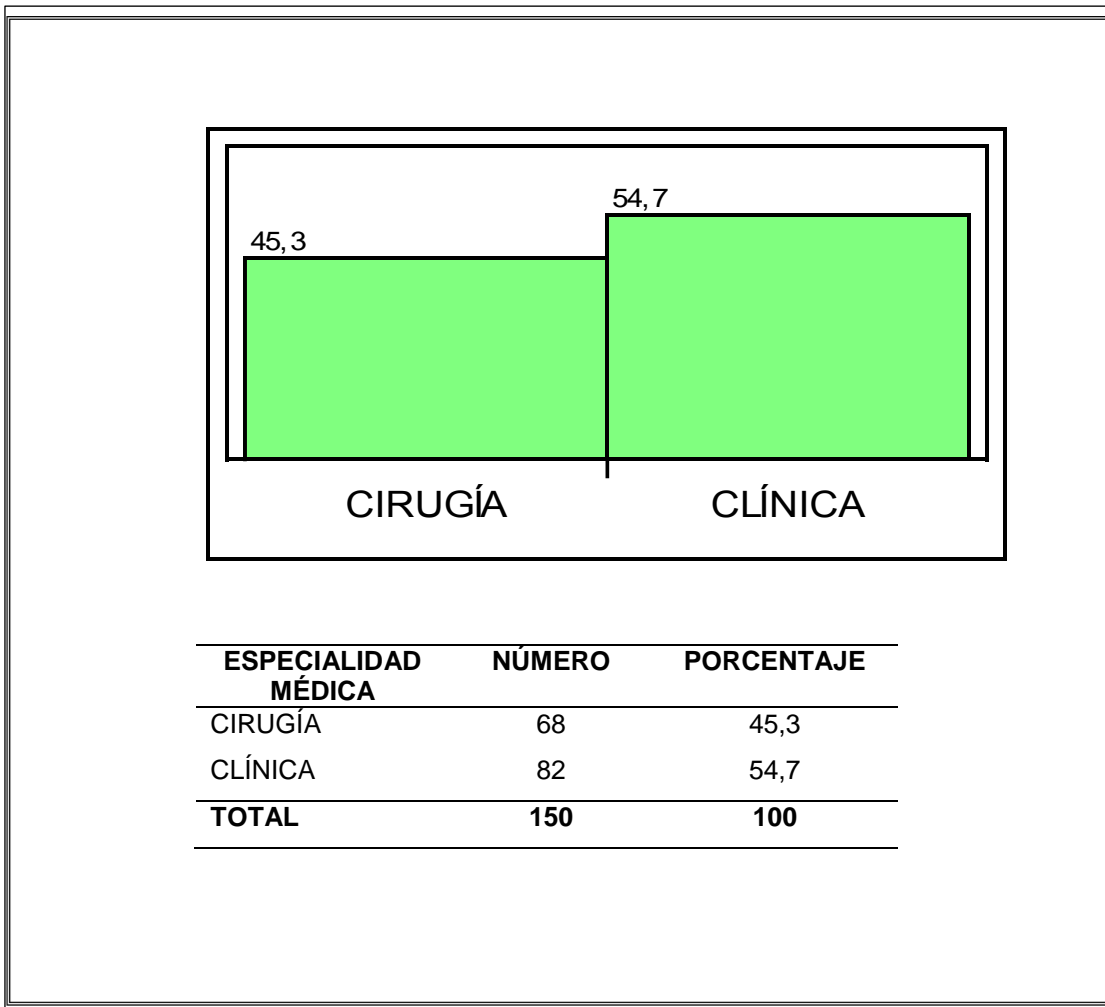 54,7
45,3
CIRUGÍA CLÍNICA
ESPECIALIDAD NÚMERO PORCENTAJE
MÉDICA
CIRUGÍA 68 45,3
CLÍNICA 82 54,7
TOTAL 150 100